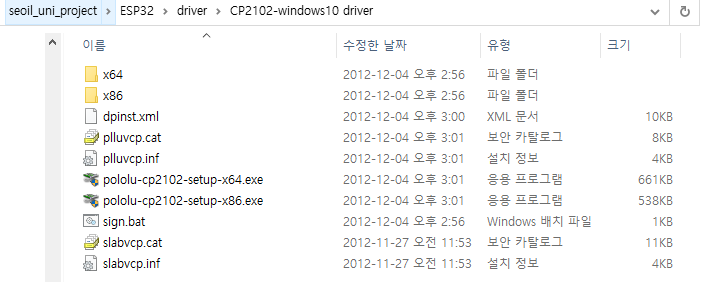 seoil_uni_project > ESP32 > driver > CP2102-windows10 driver
이름 수정한 날짜 유형 크기
x64 2012-12-04 오후 2:56 파일 폴더
x86 2012-12-04 오후 2:56 파일 폴더
dpinst.xml 2012-12-04 오후 3:00 XML 문서 10KB
plluvcp.cat 2012-12-04 오후 3:01 보안 카탈로그 8KB
plluvcp.inf 2012-12-04 오후 3:01 설치 정보 4KB
pololu-cp2102-setup-x64.exe 2012-12-04 오후 3:01 응용 프로그램 661KB
pololu-cp2102-setup-x86.exe 2012-12-04 오후 3:01 응용 프로그램 538KB
sign.bat 2012-12-04 오후 2:56 Windows 배치 파일 1KB
slabvcp.cat 2012-11-27 오전 11:53 보안 카탈로그 11KB
slabvcp.inf 2012-11-27 오전 11:53 설치 정보 4KB